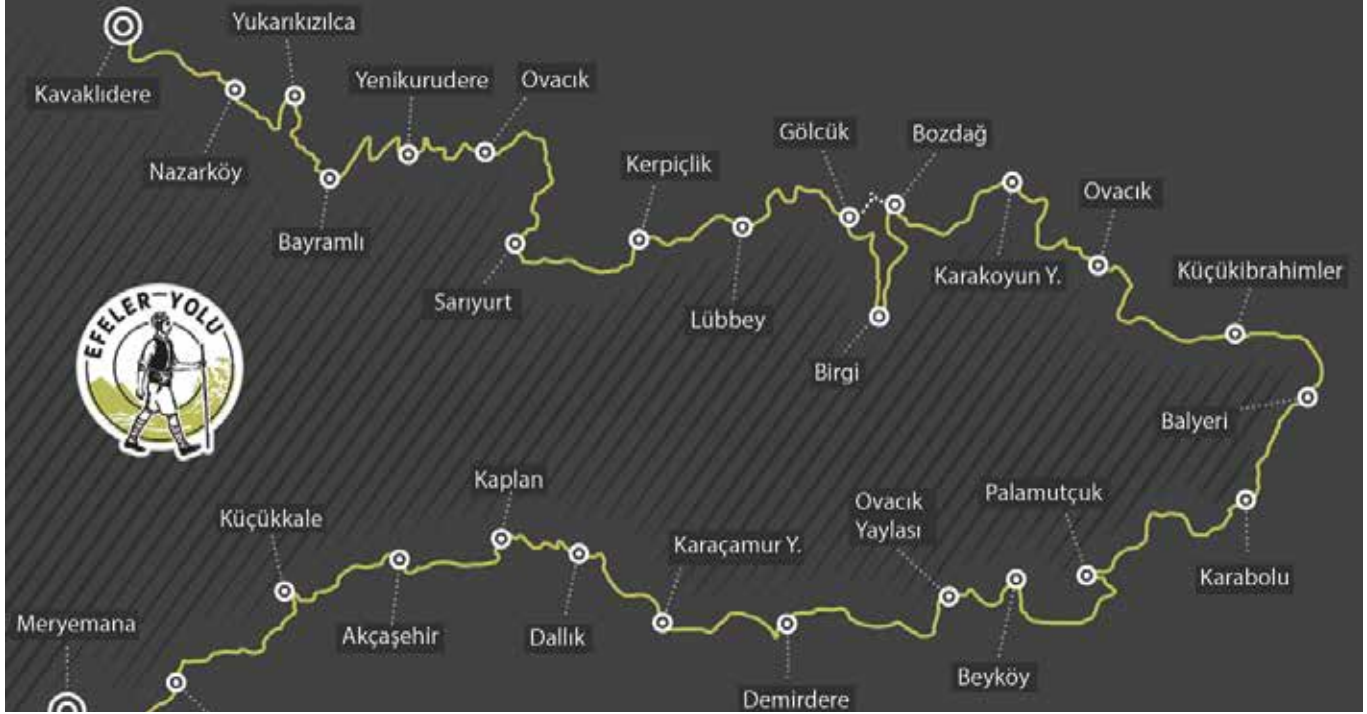 Yukarıkızılca
Kavaklıdere
Yenikurudere
Ovacık
Nazarköy
Bayramlı
Gölcük
Bozdağ
Kerpiçlik
Ovacık
Sarıyurt
Lübbey
Karakoyun Y.
Küçükibrahimler
Birgi
EFELER YOLU
Balyeri
Kaplan
Ovacık
Yaylası
Palamutçuk
Küçükkale
Karaçamur Y.
Karabolu
Meryemana
Akçaşehir
Dallık
Beyköy
Demirdere